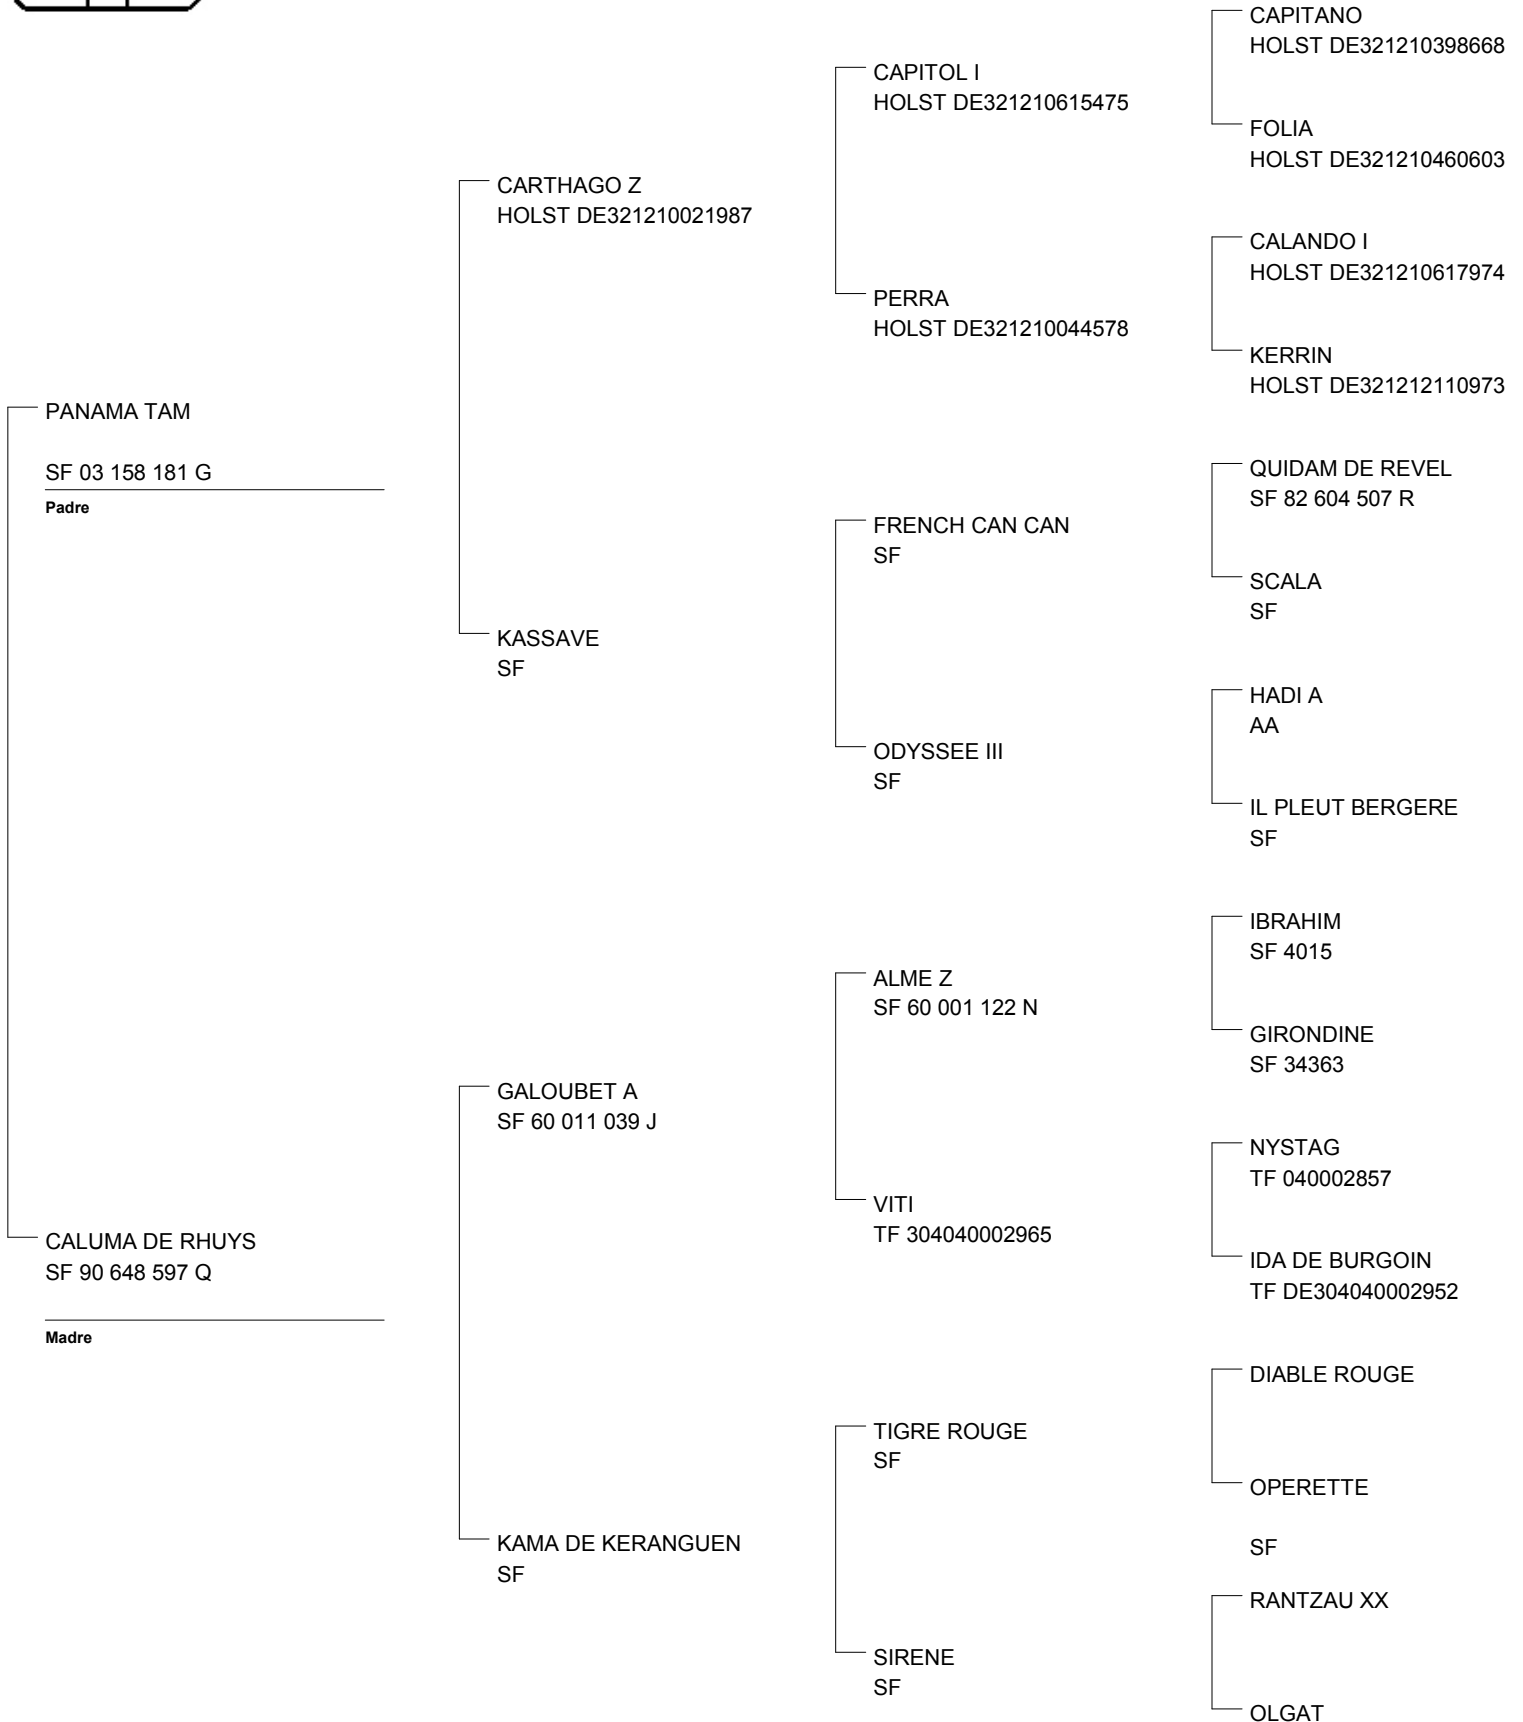 CAPITANO
HOLST DE321210398668
CAPITOL I
HOLST DE321210615475
FOLIA
HOLST DE321210460603
CARTHAGO Z
HOLST DE321210021987
CALANDO I
HOLST DE321210617974
PERRA
HOLST DE321210044578
KERRIN
HOLST DE321212110973
PANAMA TAM
SF 03 158 181 G
Padre
QUIDAM DE REVEL
SF 82 604 507 R
FRENCH CAN CAN
SF
SCALA
SF
KASSAVE
SF
HADI A
AA
ODYSSEE III
SF
IL PLEUT BERGERE
SF
IBRAHIM
SF 4015
ALME Z
SF 60 001 122 N
GIRONDINE
SF 34363
GALOUBET A
SF 60 011 039 J
NYSTAG
TF 040002857
VITI
TF 304040002965
IDA DE BURGOIN
TF DE304040002952
CALUMA DE RHUYS
SF 90 648 597 Q
Madre
DIABLE ROUGE
TIGRE ROUGE
SF
OPERETTE
SF
KAMA DE KERANGUEN
SF
RANTZAU XX
SIRENE
SF
OLGAT